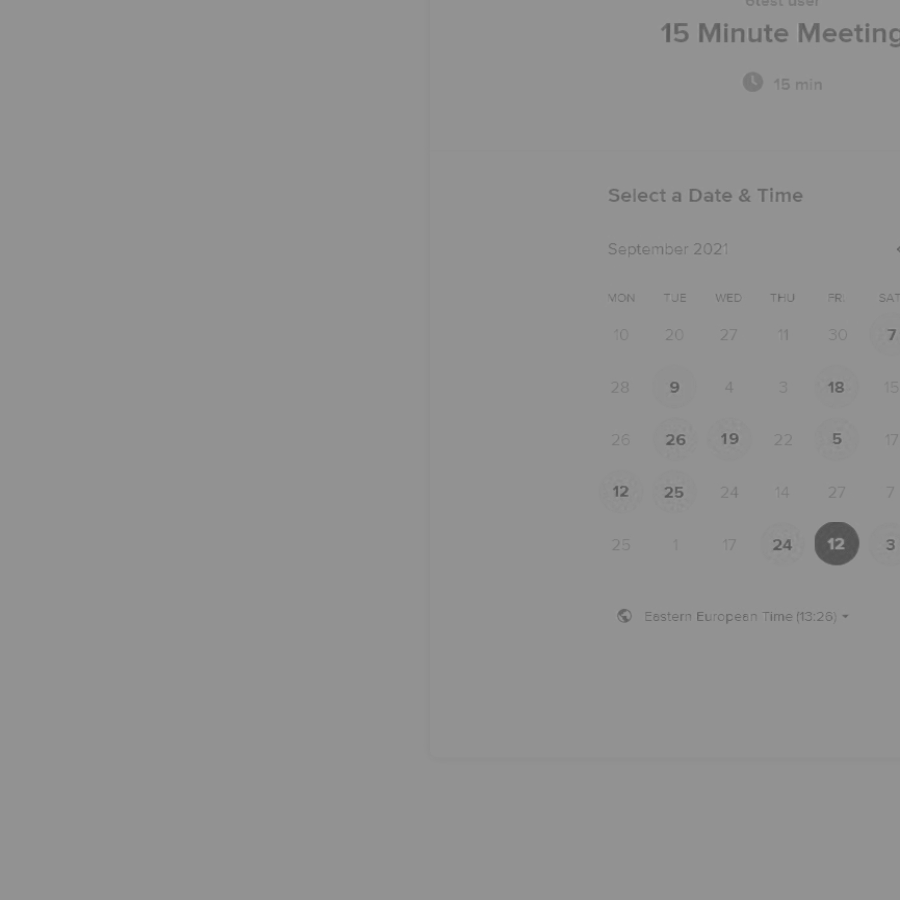 6test user
15 Minute Meeting
15 min
Select a Date & Time
September 2021
MON TUE WED THU FRI SAT
10 20 27 11 30 7
28 9 4 3 18 15
26 26 19 22 5 17
12 25 24 14 27 7
25 1 17 24 12 3
Eastern European Time (13:26)